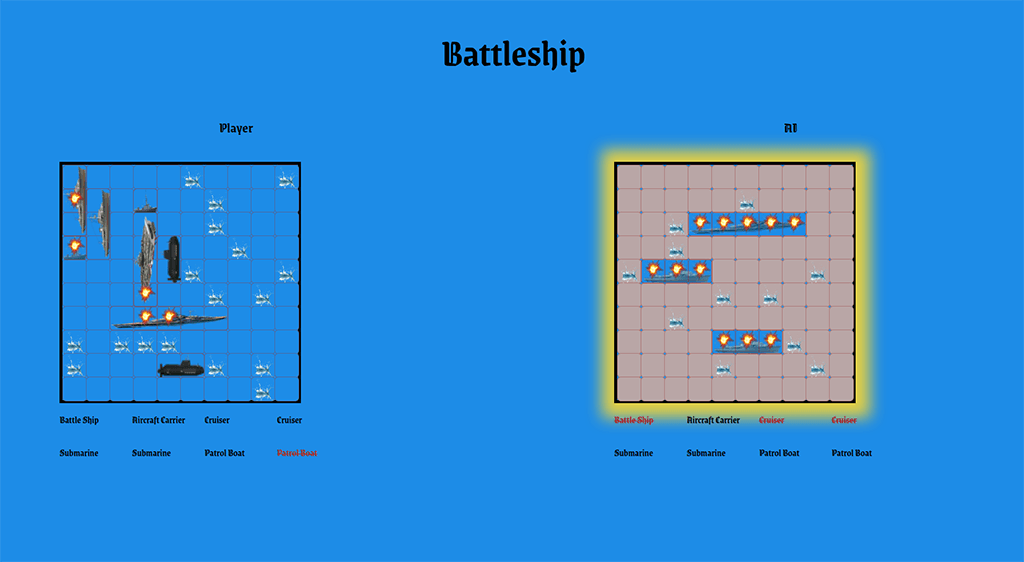 Battleship
Player
AI
Battle Ship Aircraft Carrier Cruiser Cruiser
Submarine Submarine Patrol Boat Patrol Boat
Battle Ship Aircraft Carrier Cruiser Cruiser
Submarine Submarine Patrol Boat Patrol Boat